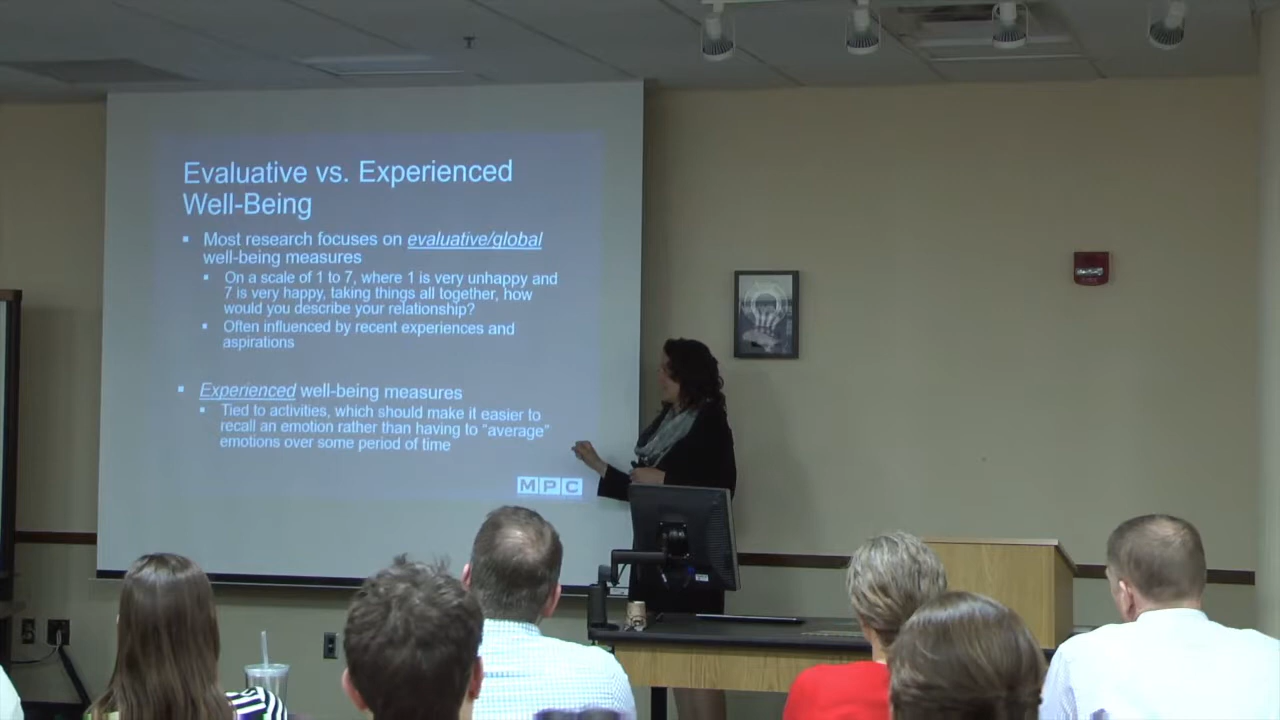 Evaluative vs. Experienced
Well-Being
▪ Most research focuses on evaluative/global
well-being measures
▪ On a scale of 1 to 7, where 1 is very unhappy and
7 is very happy, taking things all together, how
would you describe your relationship?
▪ Often influenced by recent experiences and
aspirations
▪ Experienced well-being measures
▪ Tied to activities, which should make it easier to
recall an emotion rather than having to "average"
emotions over some period of time
MPC